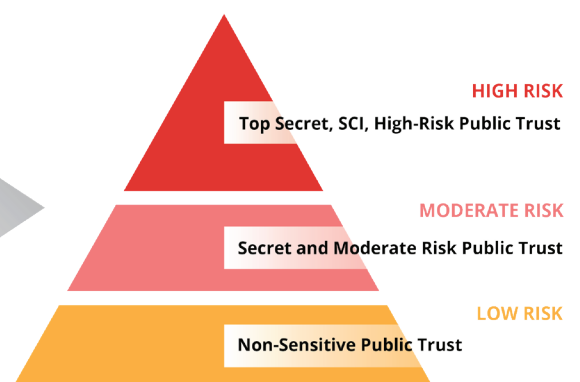 HIGH RISK
Top Secret, SCI, High-Risk Public Trust
MODERATE RISK
Secret and Moderate Risk Public Trust
LOW RISK
Non-Sensitive Public Trust